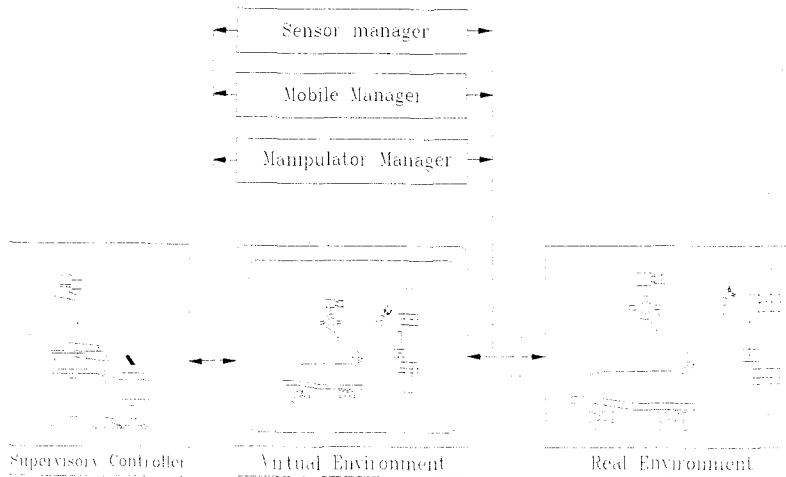 Sensor manager
Mobile Manager
Manipulator Manager
Supervisory Controller
Virtual Environment
Real Environment